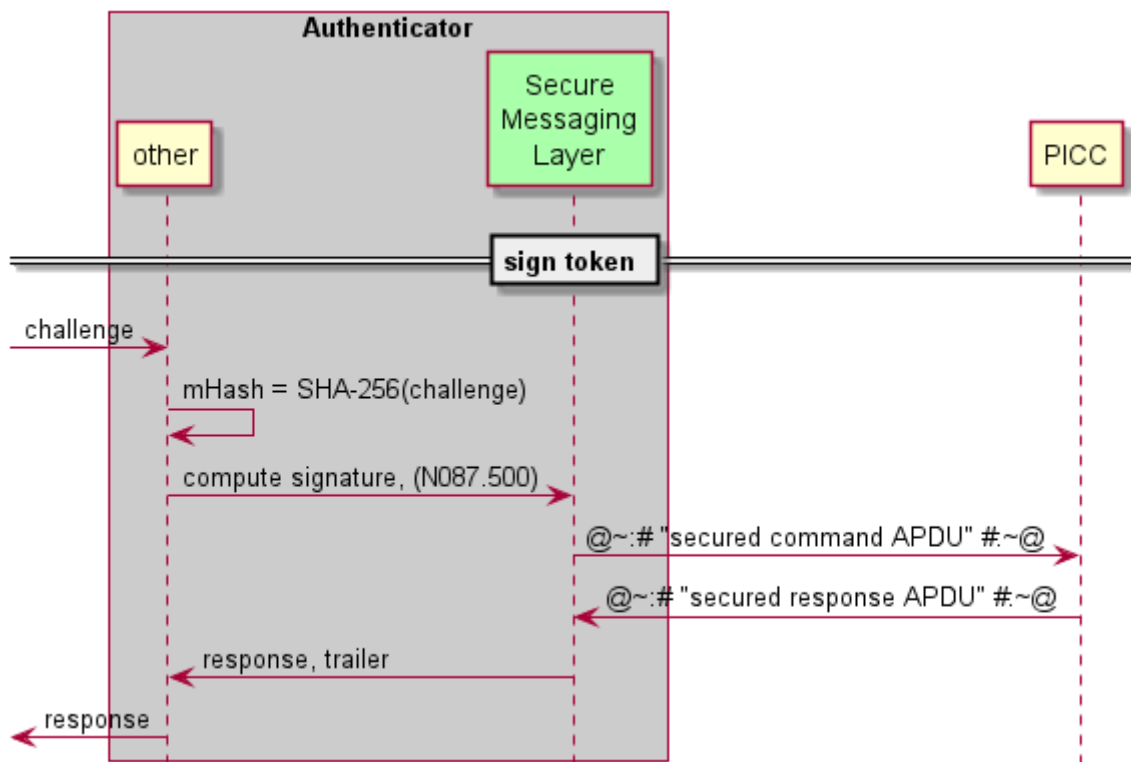 Authenticator
other
Secure
Messaging
Layer
PICC
sign token
challenge
mHash = SHA-256(challenge)
compute signature, (N087.500)
@~:# "secured command APDU" #:~@
@~:# "secured response APDU" #:~@
response, trailer
response